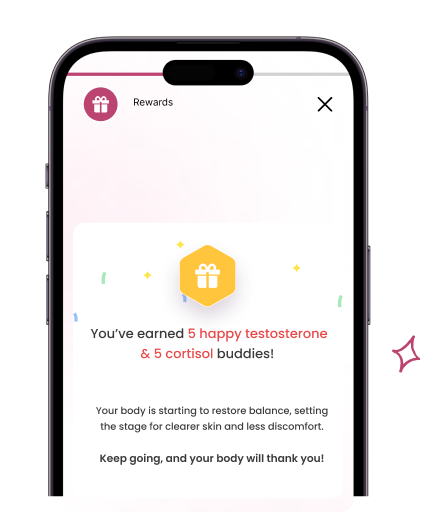 Rewards
You’ve earned 5 happy testosterone
& 5 cortisol buddies!
Your body is starting to restore balance, setting
the stage for clearer skin and less discomfort.
Keep going, and your body will thank you!